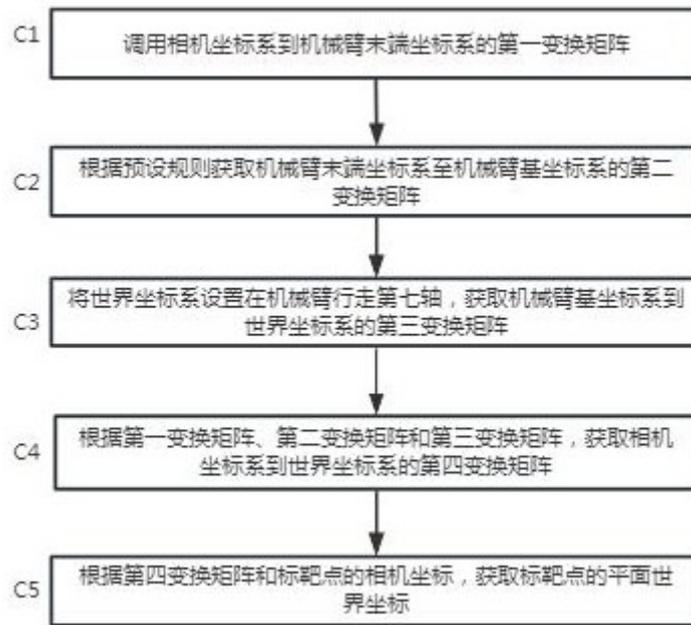 C1
调用相机坐标系到机械臂末端坐标系的第一变换矩阵
C2
根据预设规则获取机械臂末端坐标系至机械臂基坐标系的第二
变换矩阵
C3
将世界坐标系设置在机械臂行走第七轴，获取机械臂基坐标系到
世界坐标系的第三变换矩阵
C4
根据第一变换矩阵、第二变换矩阵和第三变换矩阵，获取相机
坐标系到世界坐标系的第四变换矩阵
C5
根据第四变换矩阵和标靶点的相机坐标，获取标靶点的平面世
界坐标